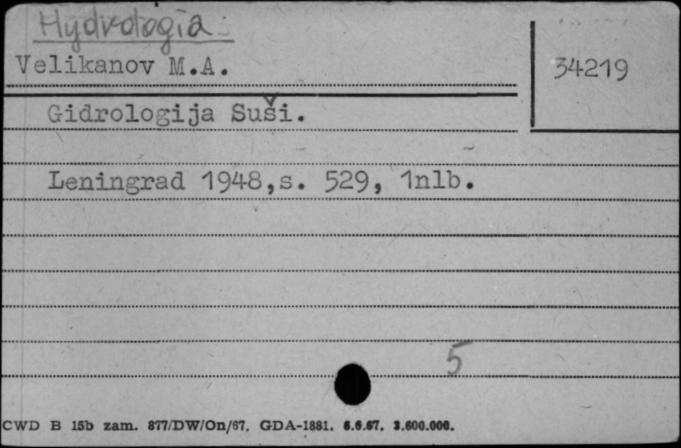 Hydrologia
Velikanov M.A.
34219
Gidrologija Suši.
Leningrad 1948,s. 529, 1nlb.
5
CWD B 15b zam. 877/DW/On/67. GDA-1881. 6.6.67. 3.600.000.